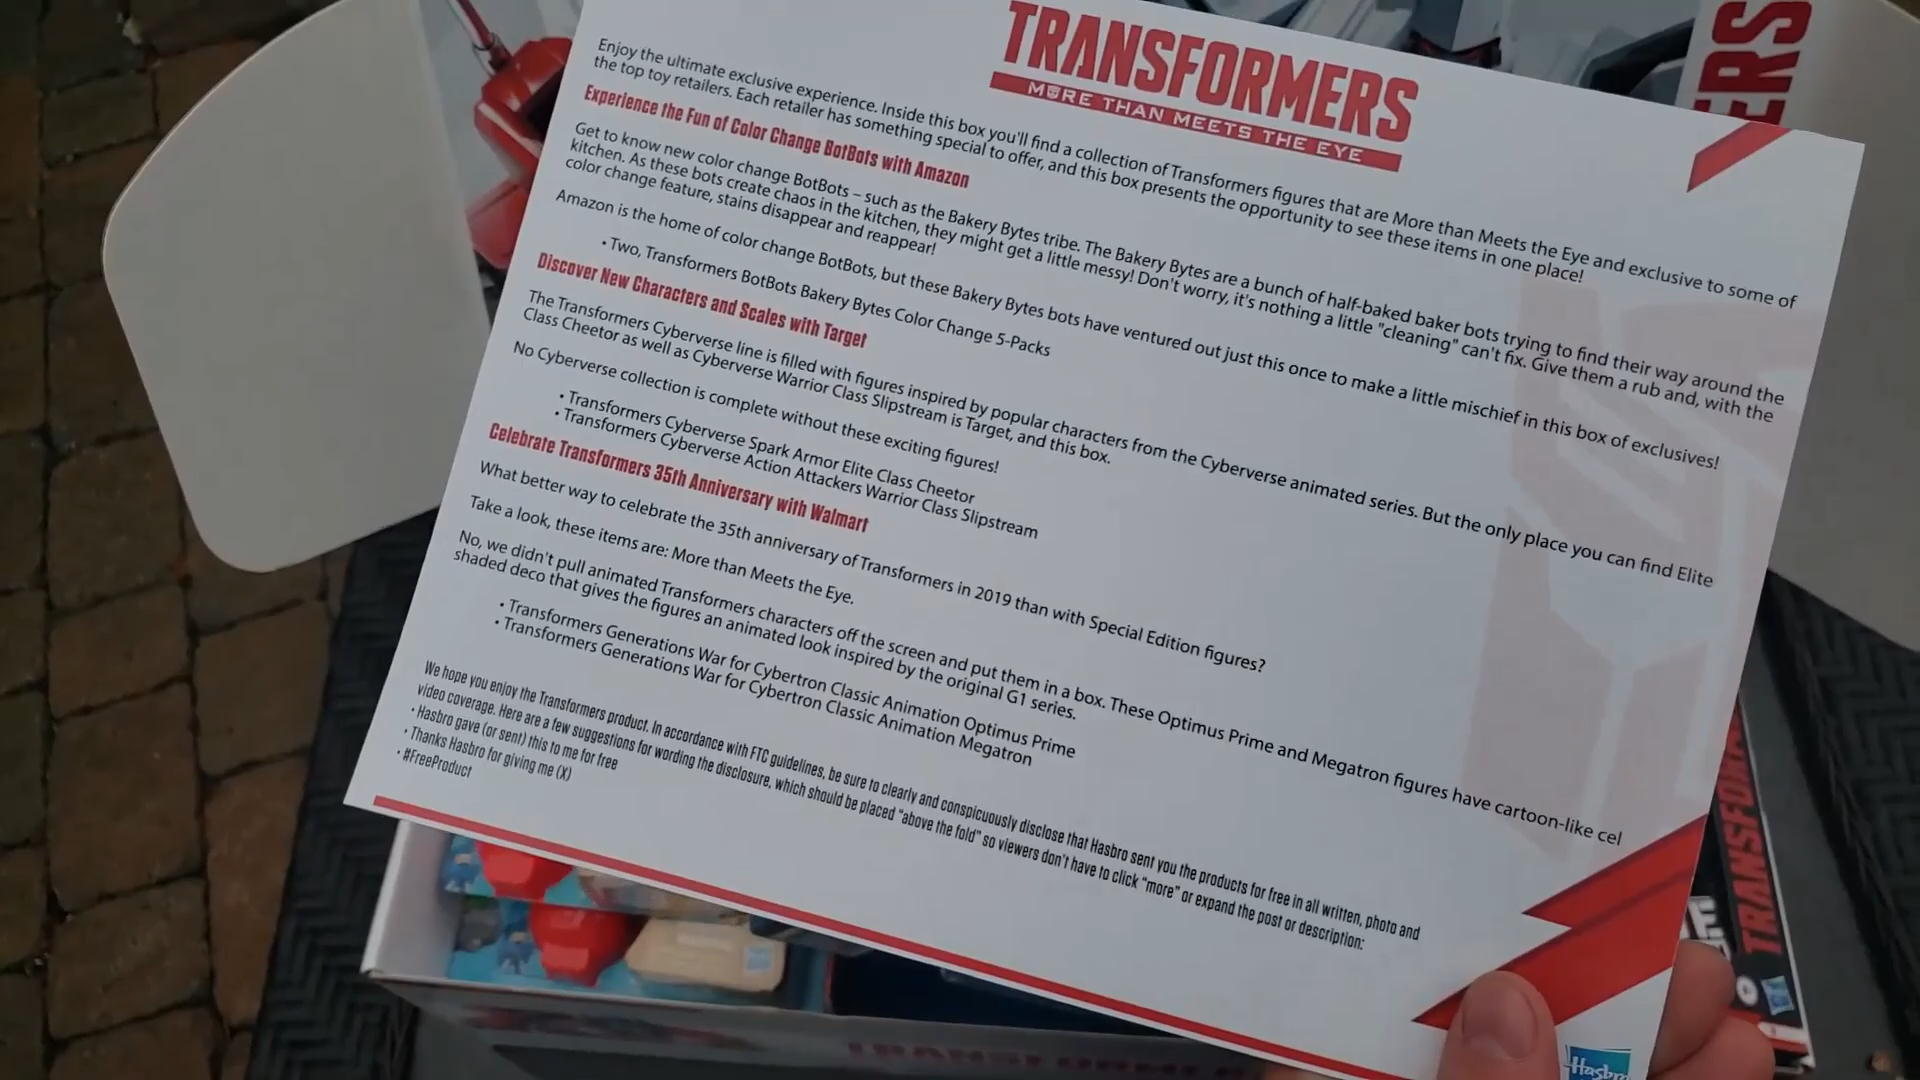 TRANSFORMERS
MORE THAN MEETS THE EYE
ERS
Enjoy the ultimate exclusive experience. Inside this box you'll find a collection of Transformers figures that are More than Meets the Eye and exclusive to some of
the top toy retailers. Each retailer has something special to offer, and this box presents the opportunity to see these items in one place!
Experience the Fun of Color Change BotBots with Amazon
Get to know new color change BotBots – such as the Bakery Bytes tribe. The Bakery Bytes are a bunch of half-baked baker bots trying to find their way around the
kitchen. As these bots create chaos in the kitchen, they might get a little messy! Don't worry, it's nothing a little "cleaning" can't fix. Give them a rub and, with the
color change feature, stains disappear and reappear!
Amazon is the home of color change BotBots, but these Bakery Bytes bots have ventured out just this once to make a little mischief in this box of exclusives!
• Two, Transformers BotBots Bakery Bytes Color Change 5-Packs
Discover New Characters and Scales with Target
The Transformers Cyberverse line is filled with figures inspired by popular characters from the Cyberverse animated series. But the only place you can find Elite
Class Cheetor as well as Cyberverse Warrior Class Slipstream is Target, and this box.
No Cyberverse collection is complete without these exciting figures!
• Transformers Cyberverse Spark Armor Elite Class Cheetor
• Transformers Cyberverse Action Attackers Warrior Class Slipstream
Celebrate Transformers 35th Anniversary with Walmart
What better way to celebrate the 35th anniversary of Transformers in 2019 than with Special Edition figures?
Take a look, these items are: More than Meets the Eye.
No, we didn't pull animated Transformers characters off the screen and put them in a box. These Optimus Prime and Megatron figures have cartoon-like cel
shaded deco that gives the figures an animated look inspired by the original G1 series.
• Transformers Generations War for Cybertron Classic Animation Optimus Prime
• Transformers Generations War for Cybertron Classic Animation Megatron
We hope you enjoy the Transformers product. In accordance with FTC guidelines, be sure to clearly and conspicuously disclose that Hasbro sent you the products for free in all written, photo and
video coverage. Here are a few suggestions for wording the disclosure, which should be placed "above the fold" so viewers don't have to click "more" or expand the post or description:
• Hasbro gave (or sent) this to me for free
• Thanks Hasbro for giving me (X)
• #FreeProduct
Hasbro
TRANSFORMERS